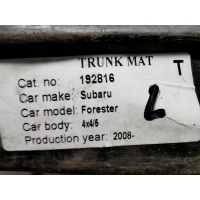 TRUNK MAT
T
Cat. no: 192816
Car make: Subaru
Car model: Forester
Car body: 4x4/5
Production year: 2008-